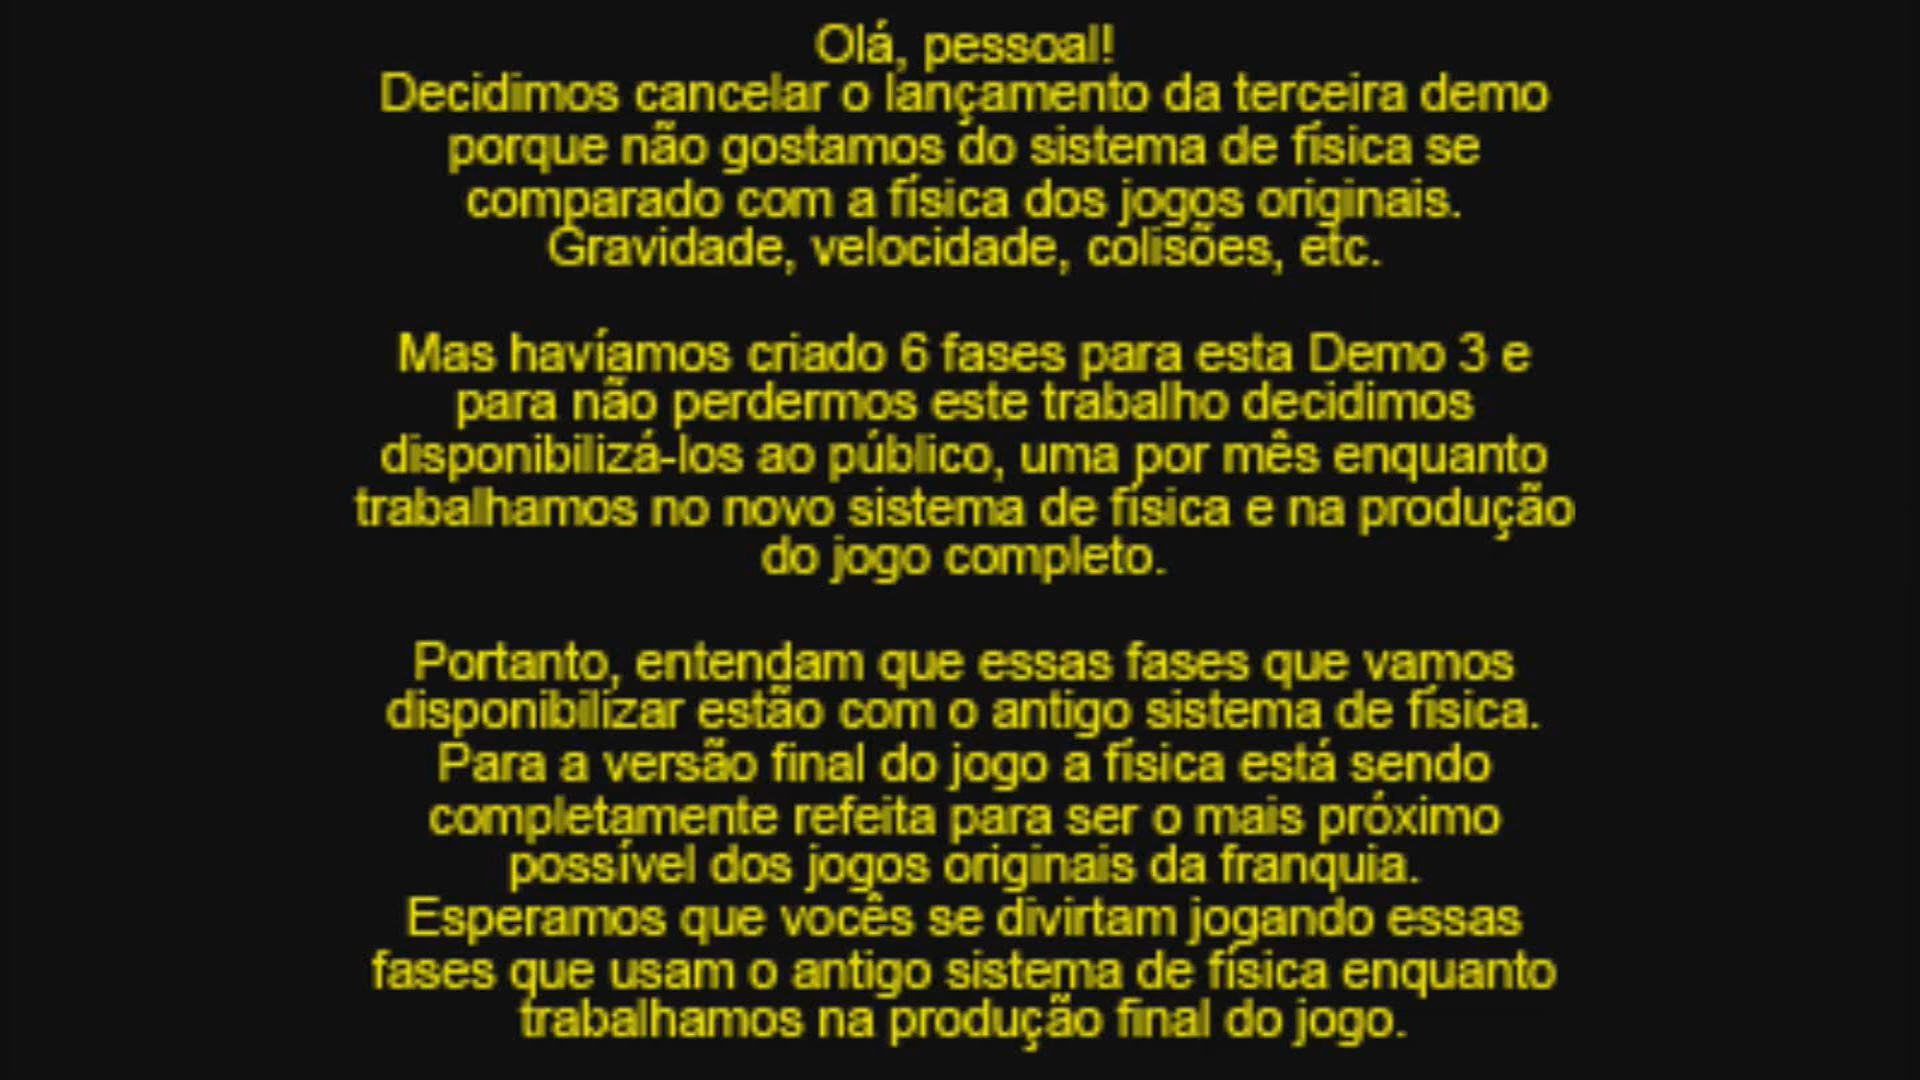 Olá, pessoal!
Decidimos cancelar o lançamento da terceira demo
porque não gostamos do sistema de física se
comparado com a física dos jogos originais.
Gravidade, velocidade, colisões, etc.
Mas havíamos criado 6 fases para esta Demo 3 e
para não perdermos este trabalho decidimos
disponibilizá-los ao público, uma por mês enquanto
trabalhamos no novo sistema de física e na produção
do jogo completo.
Portanto, entendam que essas fases que vamos
disponibilizar estão com o antigo sistema de física.
Para a versão final do jogo a física está sendo
completamente refeita para ser o mais próximo
possível dos jogos originais da franquia.
Esperamos que vocês se divirtam jogando essas
fases que usam o antigo sistema de física enquanto
trabalhamos na produção final do jogo.